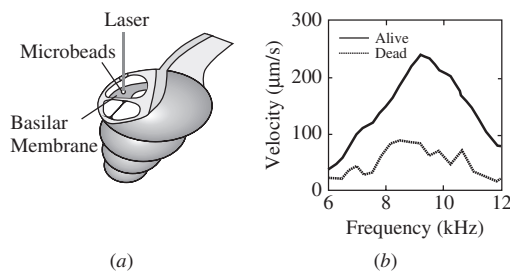 Laser
Microbeads
Basilar
Membrane
(a)
Alive
Dead
Velocity (μm/s)
300
200
100
0
6
8
10
12
Frequency (kHz)
(b)